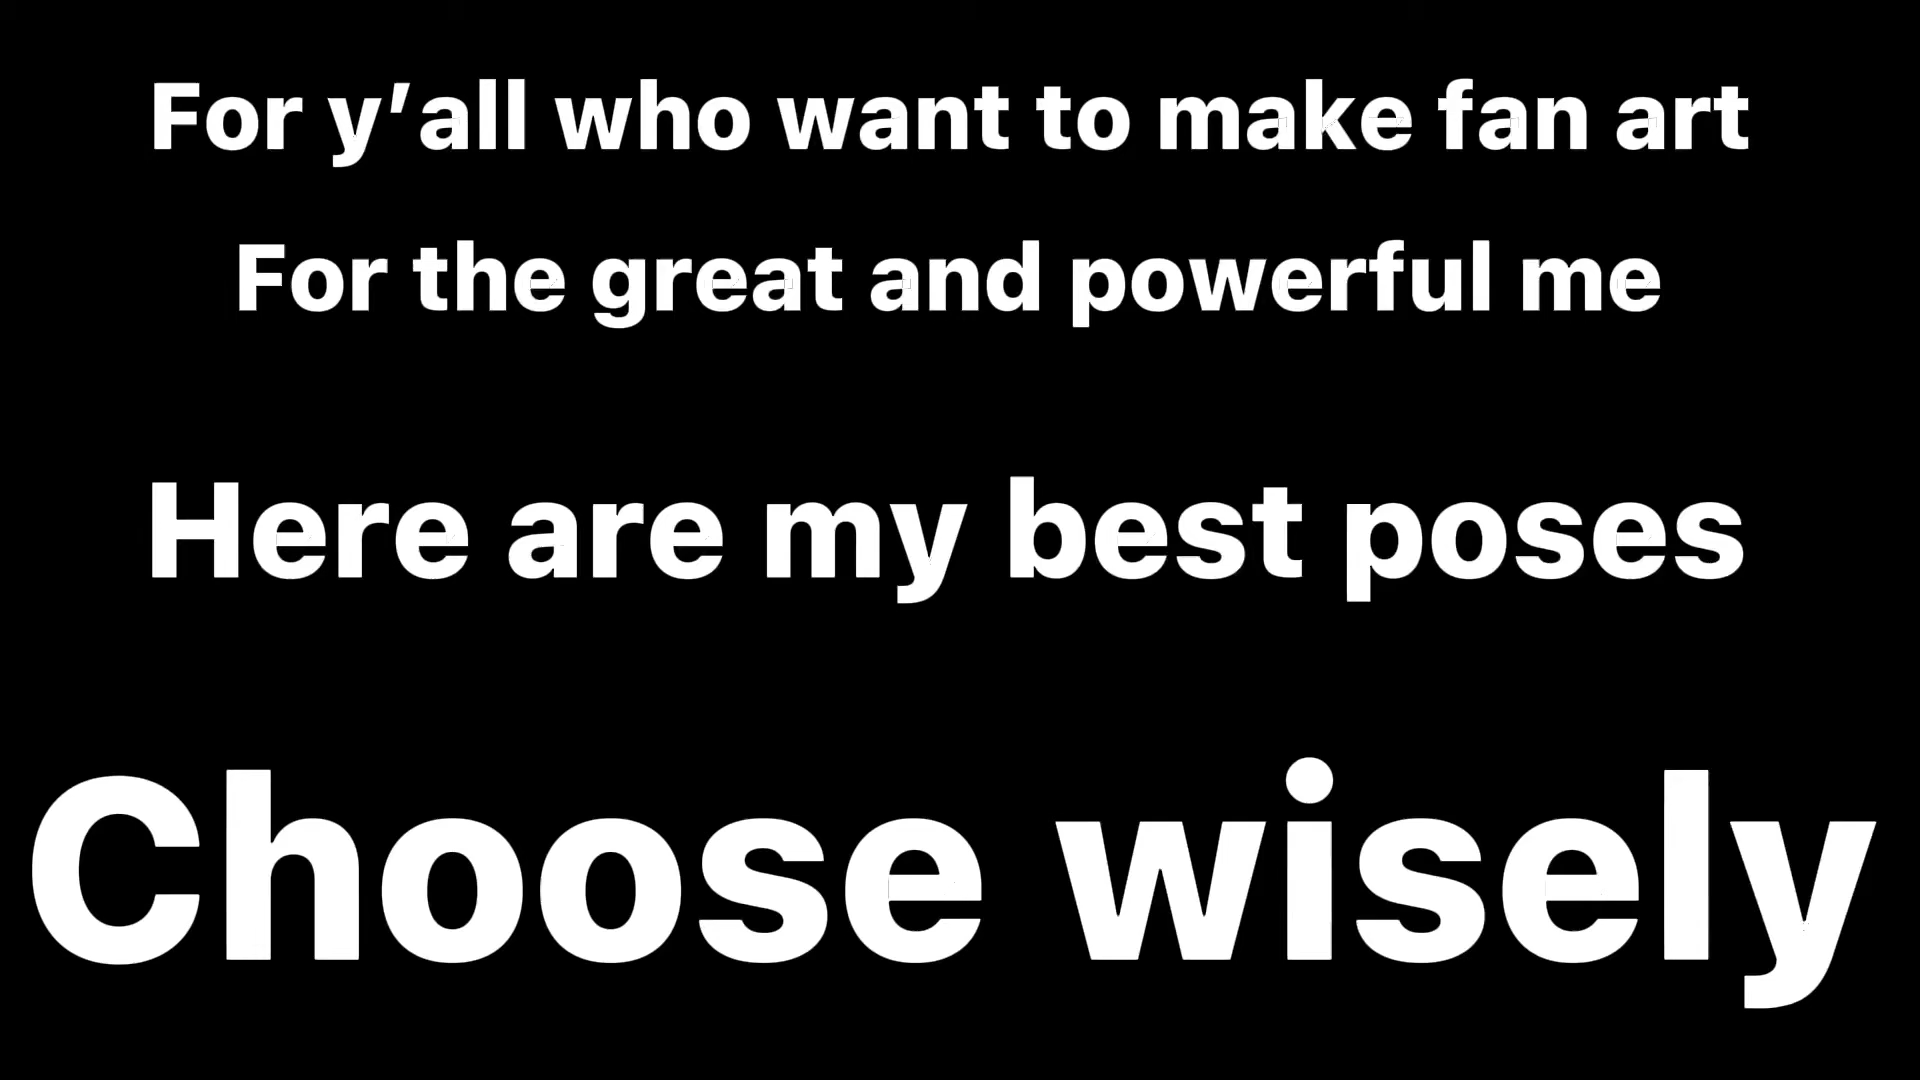 For y’all who want to make fan art
For the great and powerful me
Here are my best poses
Choose wisely